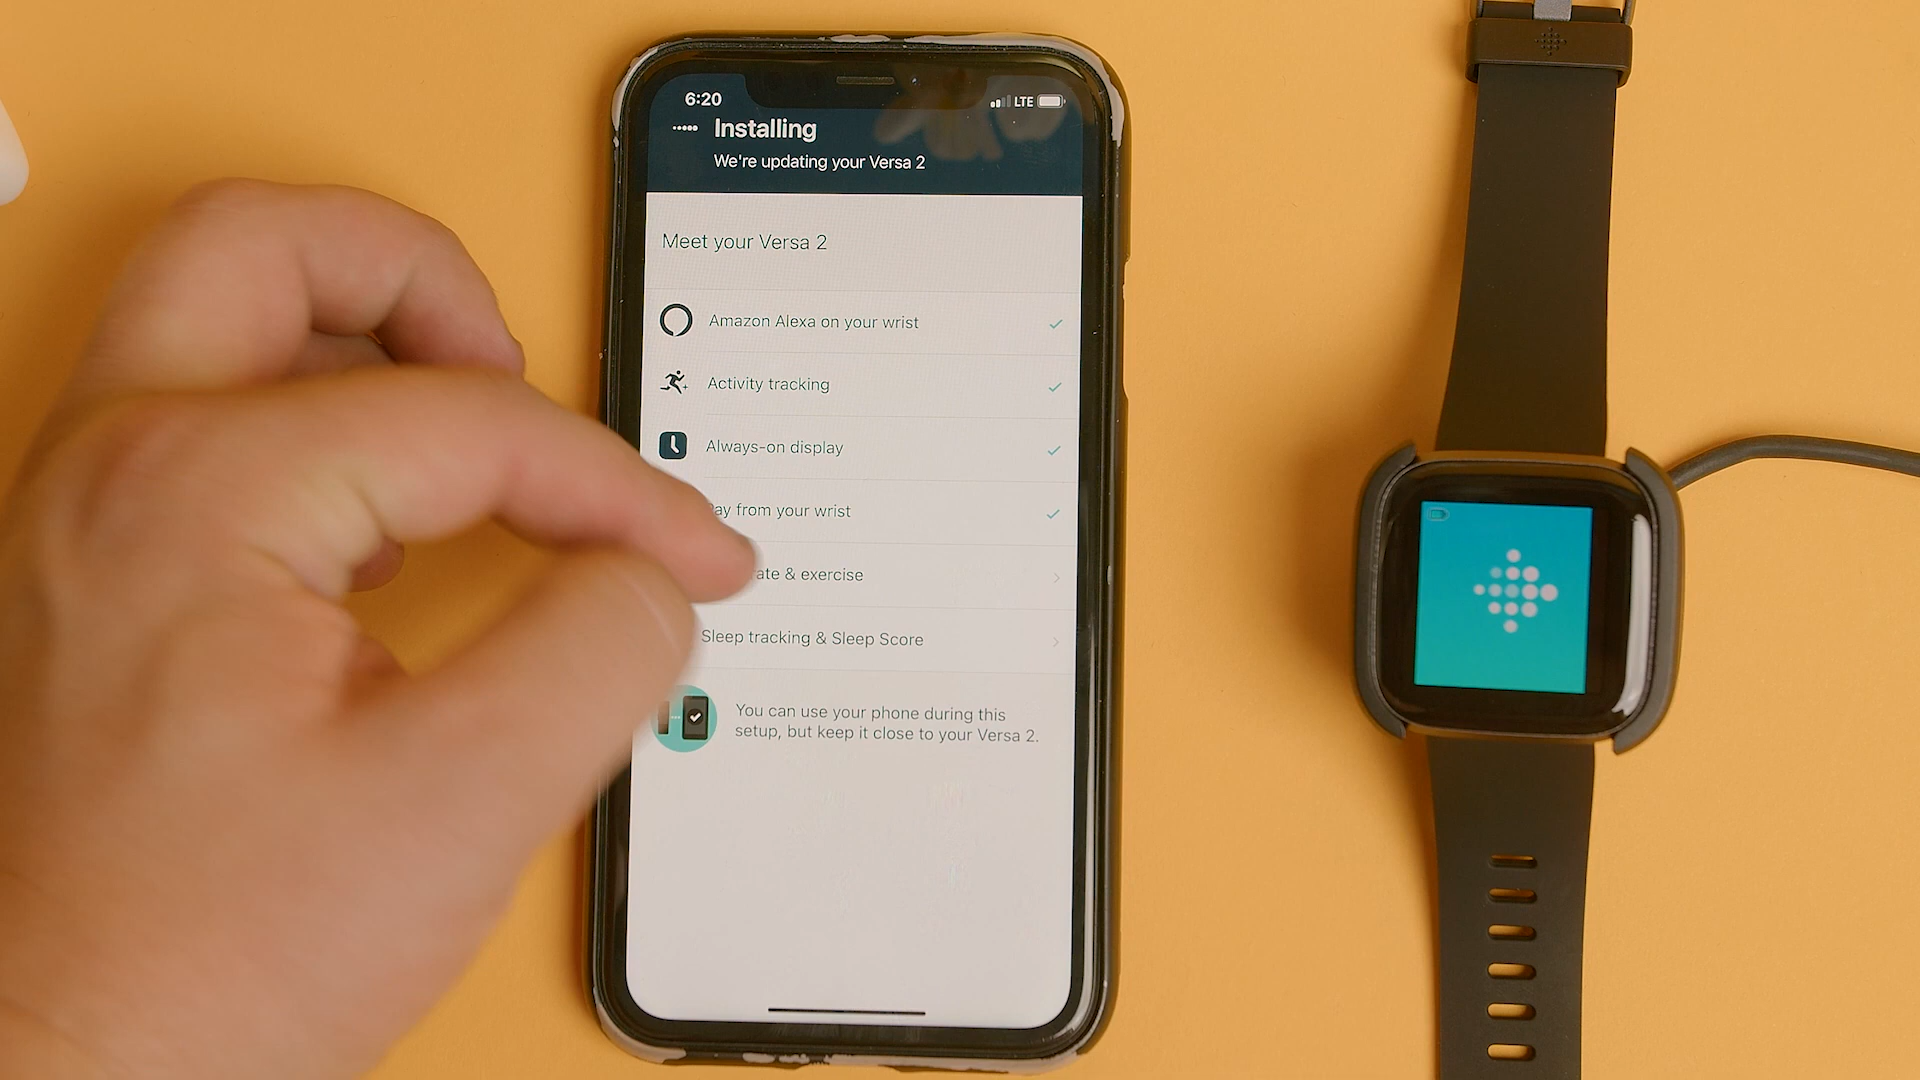 6:20
LTE
Installing
We're updating your Versa 2
Meet your Versa 2
Amazon Alexa on your wrist
Activity tracking
Always-on display
from your wrist
& exercise
Sleep tracking & Sleep Score
You can use your phone during this
setup, but keep it close to your Versa 2.